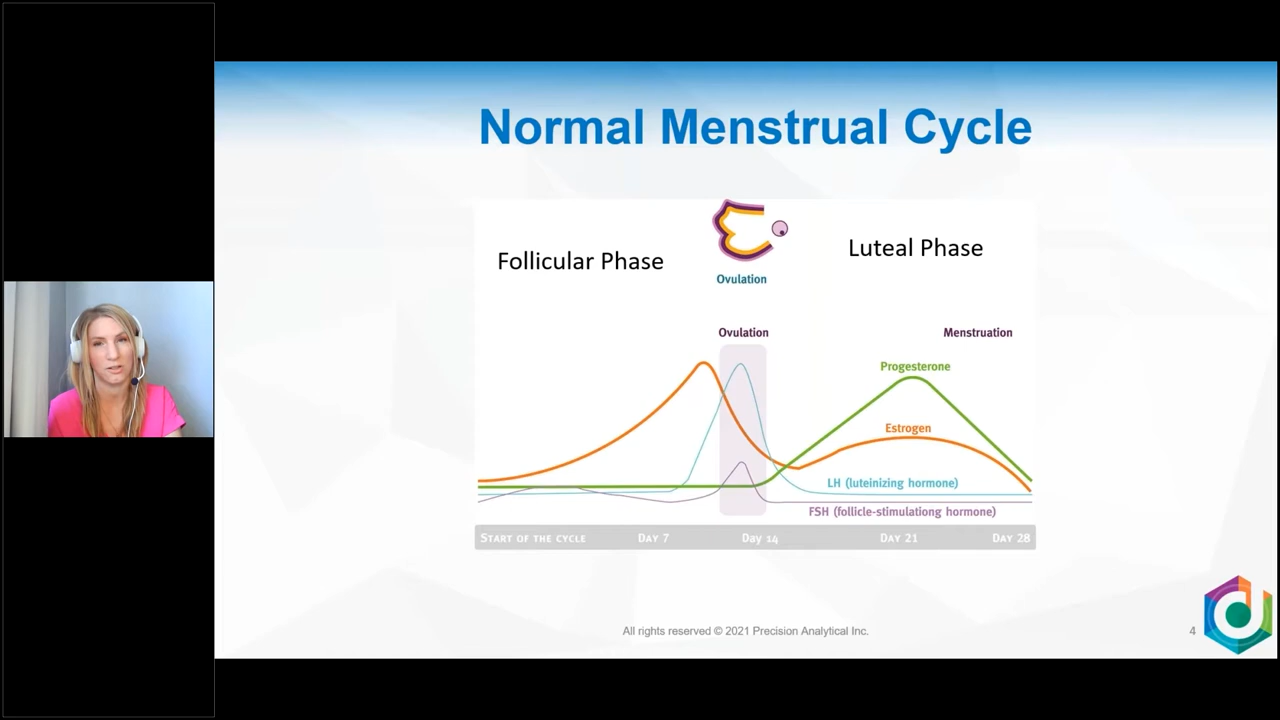 Normal Menstrual Cycle
Follicular Phase
Luteal Phase
Ovulation
Ovulation
Menstruation
Progesterone
Estrogen
LH (luteinizing hormone)
FSH (follicle-stimulationg hormone)
START OF THE CYCLE DAY 7 Day 14 DAY 21 DAY 28
All rights reserved © 2021 Precision Analytical Inc.
4